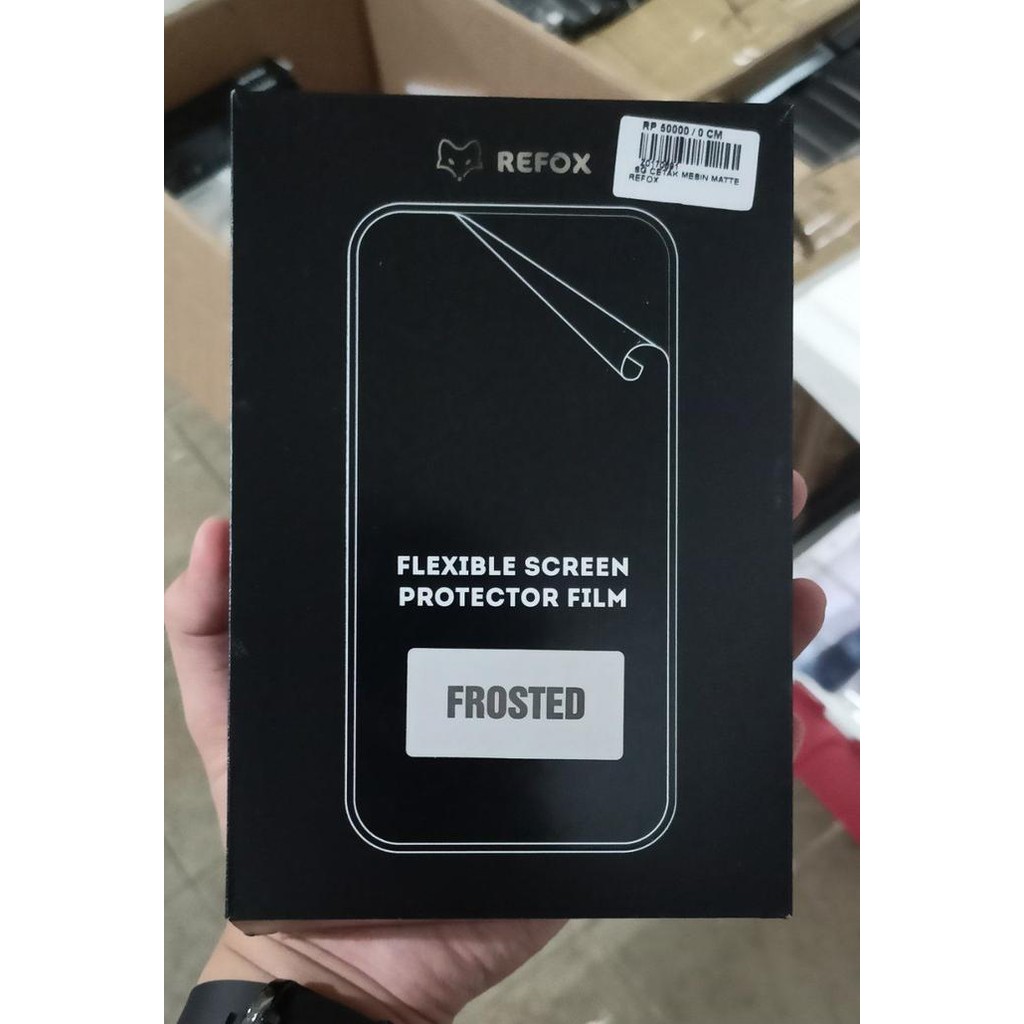 REFOX
RP 50000 / 0 CM
SG CETAK MESIN MATTE
REFOX
FLEXIBLE SCREEN
PROTECTOR FILM
FROSTED